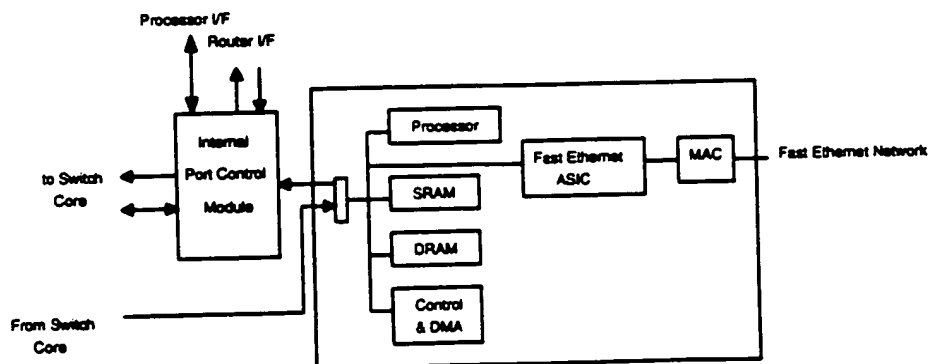 Processor I/F
Router I/F
Internal
Port Control
Module
to Switch
Core
From Switch
Core
Processor
SRAM
DRAM
Control
& DMA
Fast Ethernet
ASIC
MAC
Fast Ethernet Network